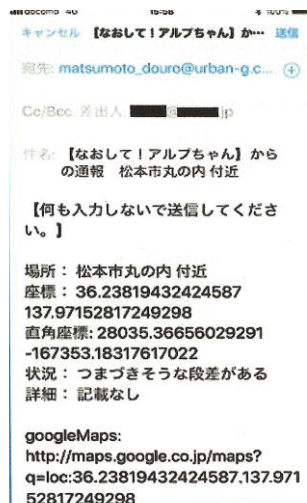 docomo 4G 15:58 100%
キャンセル 【なおして！アルプちゃん】か… 送信
宛先: matsumoto_douro@urban-g.c...
Cc/Bcc, 差出人: @ jp
件名: 【なおして！アルプちゃん】から
の通報 松本市丸の内 付近
【何も入力しないで送信してくださ
い。】
場所： 松本市丸の内 付近
座標： 36.23819432424587
137.97152817249298
直角座標: 28035.36656029291
-167353.18317617022
状況： つまづきそうな段差がある
詳細： 記載なし
googleMaps:
http://maps.google.co.jp/maps?
q=loc:36.23819432424587,137.971
52817249298